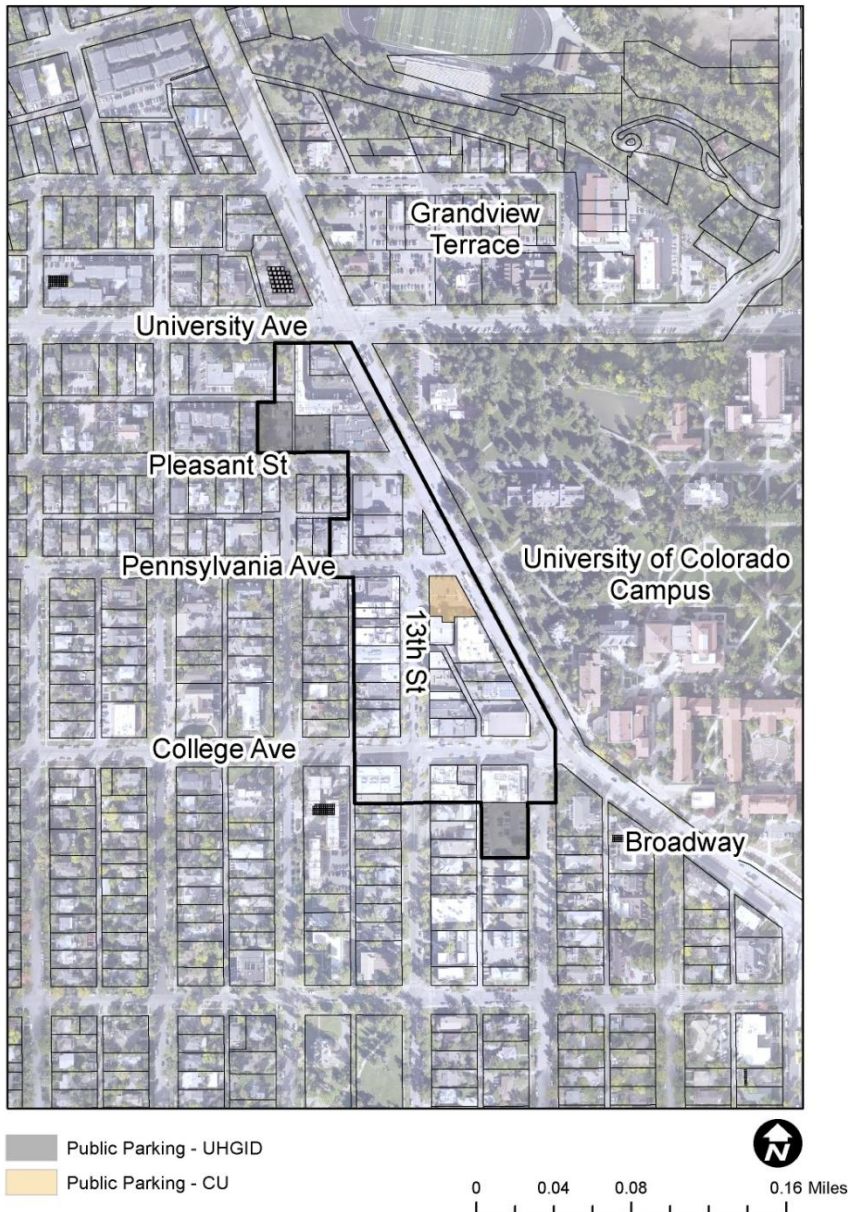 Grandview
Terrace
University Ave
Pleasant St
Pennsylvania Ave
University of Colorado
Campus
13th St
College Ave
Broadway
Public Parking - UHGID
Public Parking - CU
N
0 0.04 0.08 0.16 Miles